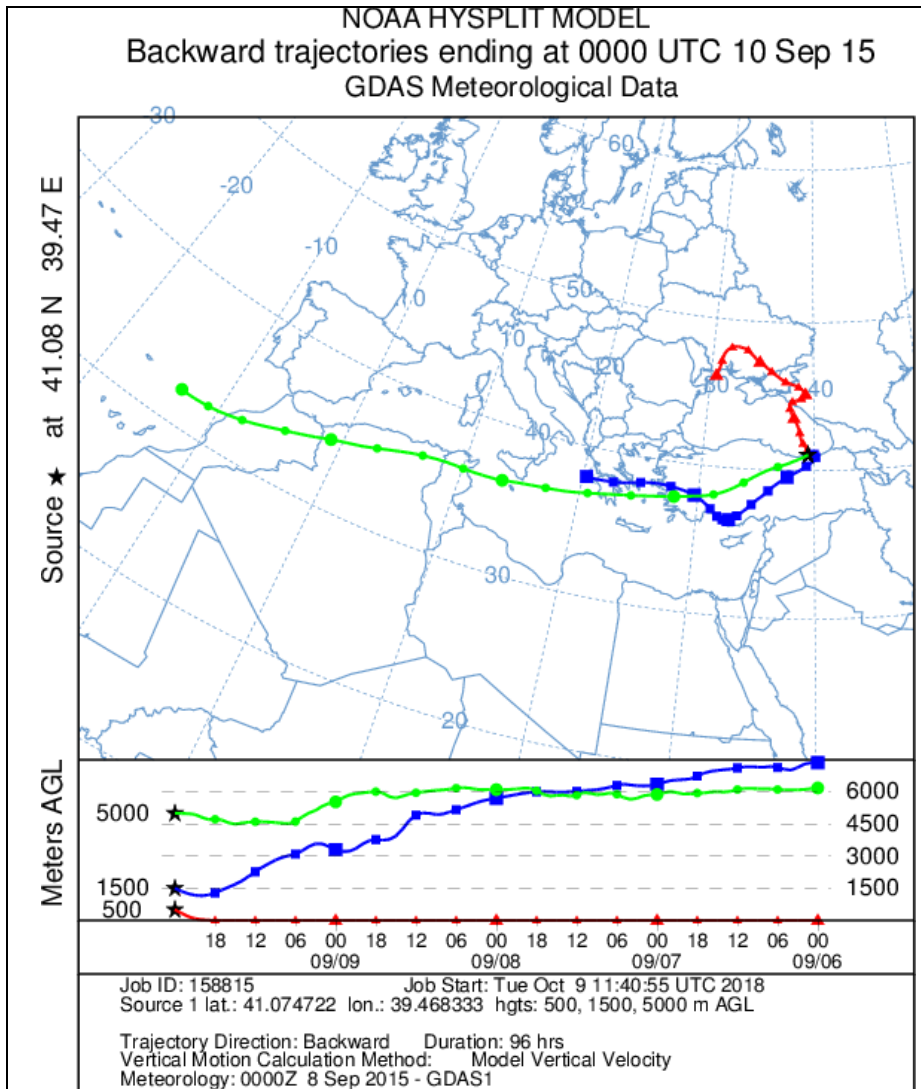 NOAA HYSPLIT MODEL
Backward trajectories ending at 0000 UTC 10 Sep 15
GDAS Meteorological Data
Source ★ at 41.08 N 39.47 E
30
-20
-10
10
60
50
10
20
30
40
40
30
20
Meters AGL
5000
1500
500
6000
4500
3000
1500
18 12 06 00 18 12 06 00 18 12 06 00 18 12 06 00
09/09 09/08 09/07 09/06
Job ID: 158815 Job Start: Tue Oct 9 11:40:55 UTC 2018
Source 1 lat.: 41.074722 lon.: 39.468333 hgts: 500, 1500, 5000 m AGL
Trajectory Direction: Backward Duration: 96 hrs
Vertical Motion Calculation Method: Model Vertical Velocity
Meteorology: 0000Z 8 Sep 2015 - GDAS1